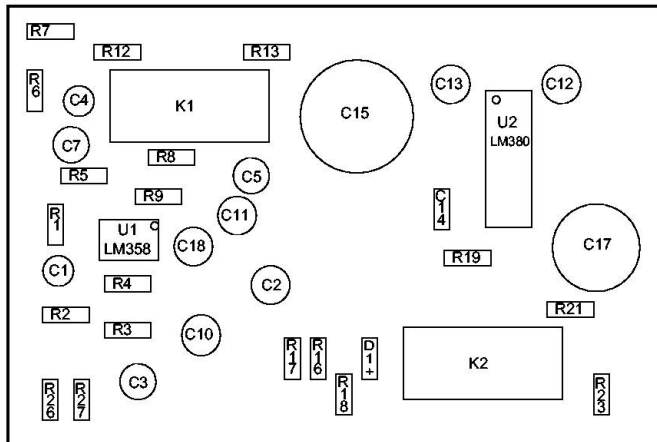 R7
R12
R13
R6
C4
K1
C15
C13
C12
U2
LM380
C7
R8
R5
C5
R9
C14
R1
U1
LM358
C11
C18
R19
C17
C1
R4
C2
R2
R3
C10
R21
R17
R16
D1+
K2
C3
R26
R27
R18
R23